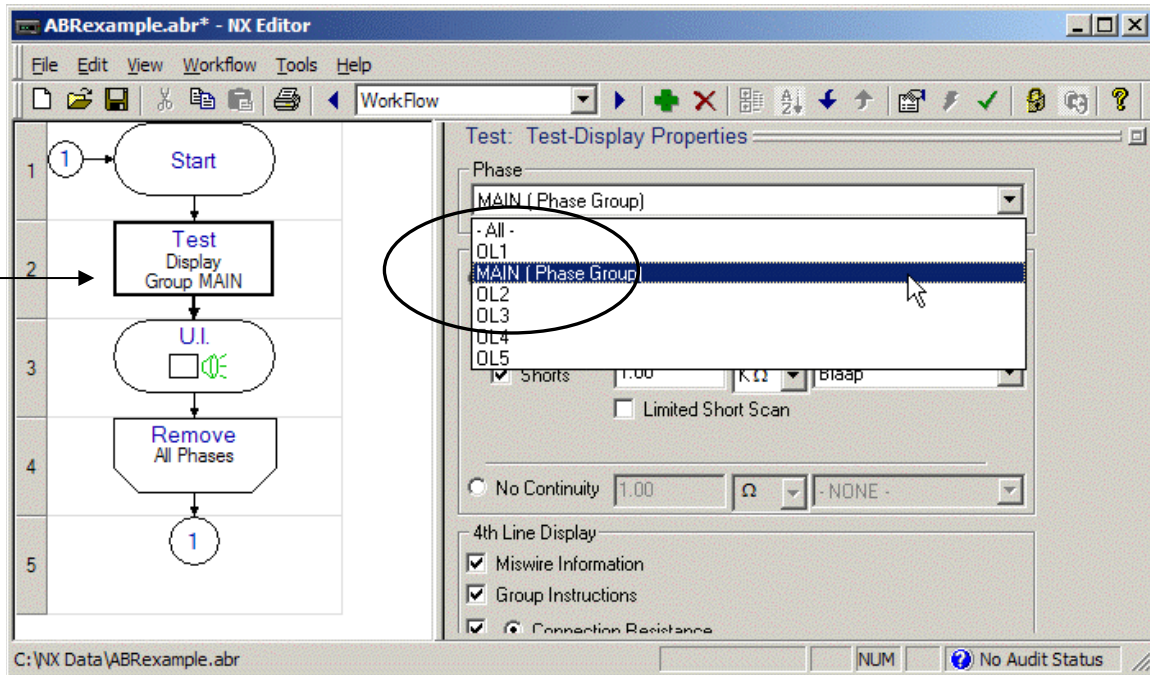 ABRexample.abr* - NX Editor
File Edit View Workflow Tools Help
WorkFlow
1
1
Start
2
Test
Display
Group MAIN
3
U.I.
4
Remove
All Phases
5
1
Test: Test-Display Properties
Phase
MAIN ( Phase Group)
- All -
OL1
MAIN ( Phase Group)
OL2
OL3
OL4
OL5
Shorts 1.00 KΩ Blaap
Limited Short Scan
No Continuity 1.00 Ω - NONE -
4th Line Display
Miswire Information
Group Instructions
Connection Resistance
C:\NX Data\ABRexample.abr NUM No Audit Status